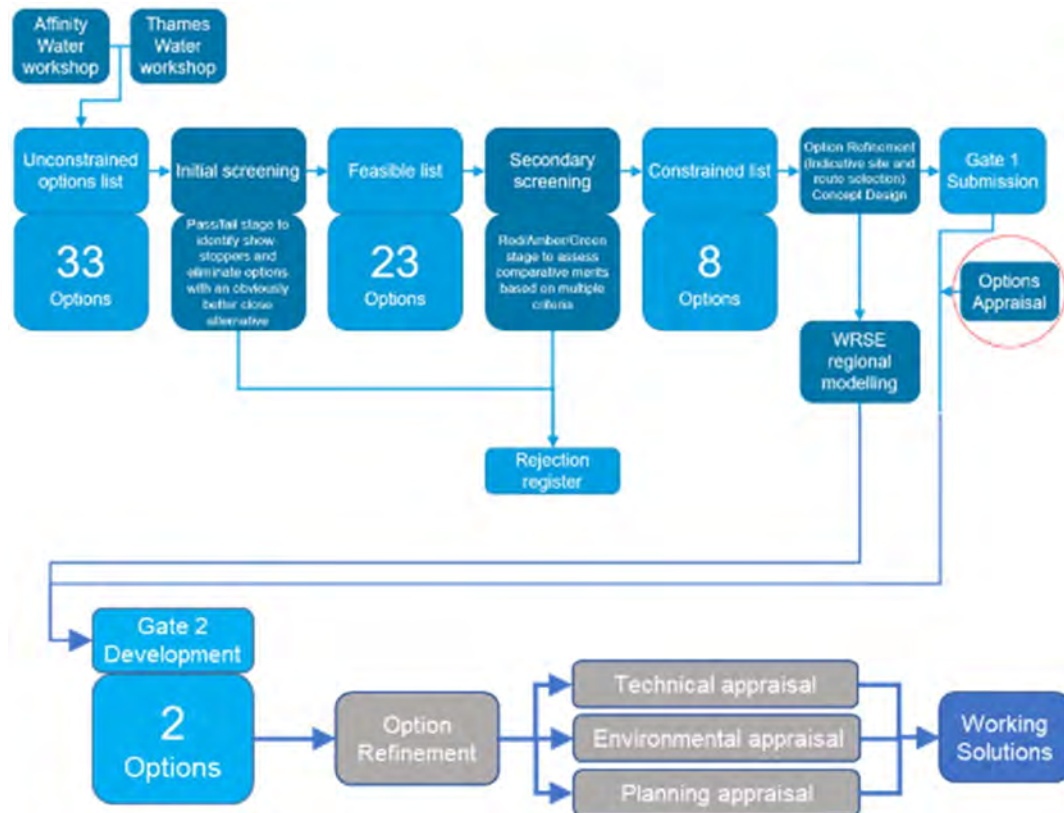 Affinity
Water
workshop
Thames
Water
workshop
Unconstrained
options list
Initial screening
Feasible list
Secondary
screening
Constrained list
Option Refinement
(Indicative site and
route selection)
Concept Design
Gate 1
Submission
33
Options
Pass/fail stage to
identify show
stoppers and
eliminate options
with an obviously
better close
alternative
23
Options
Red/Amber/Green
stage to assess
comparative merits
based on multiple
criteria
8
Options
Options
Appraisal
WRSE
regional
modelling
Rejection
register
Gate 2
Development
2
Options
Option
Refinement
Technical appraisal
Environmental appraisal
Planning appraisal
Working
Solutions